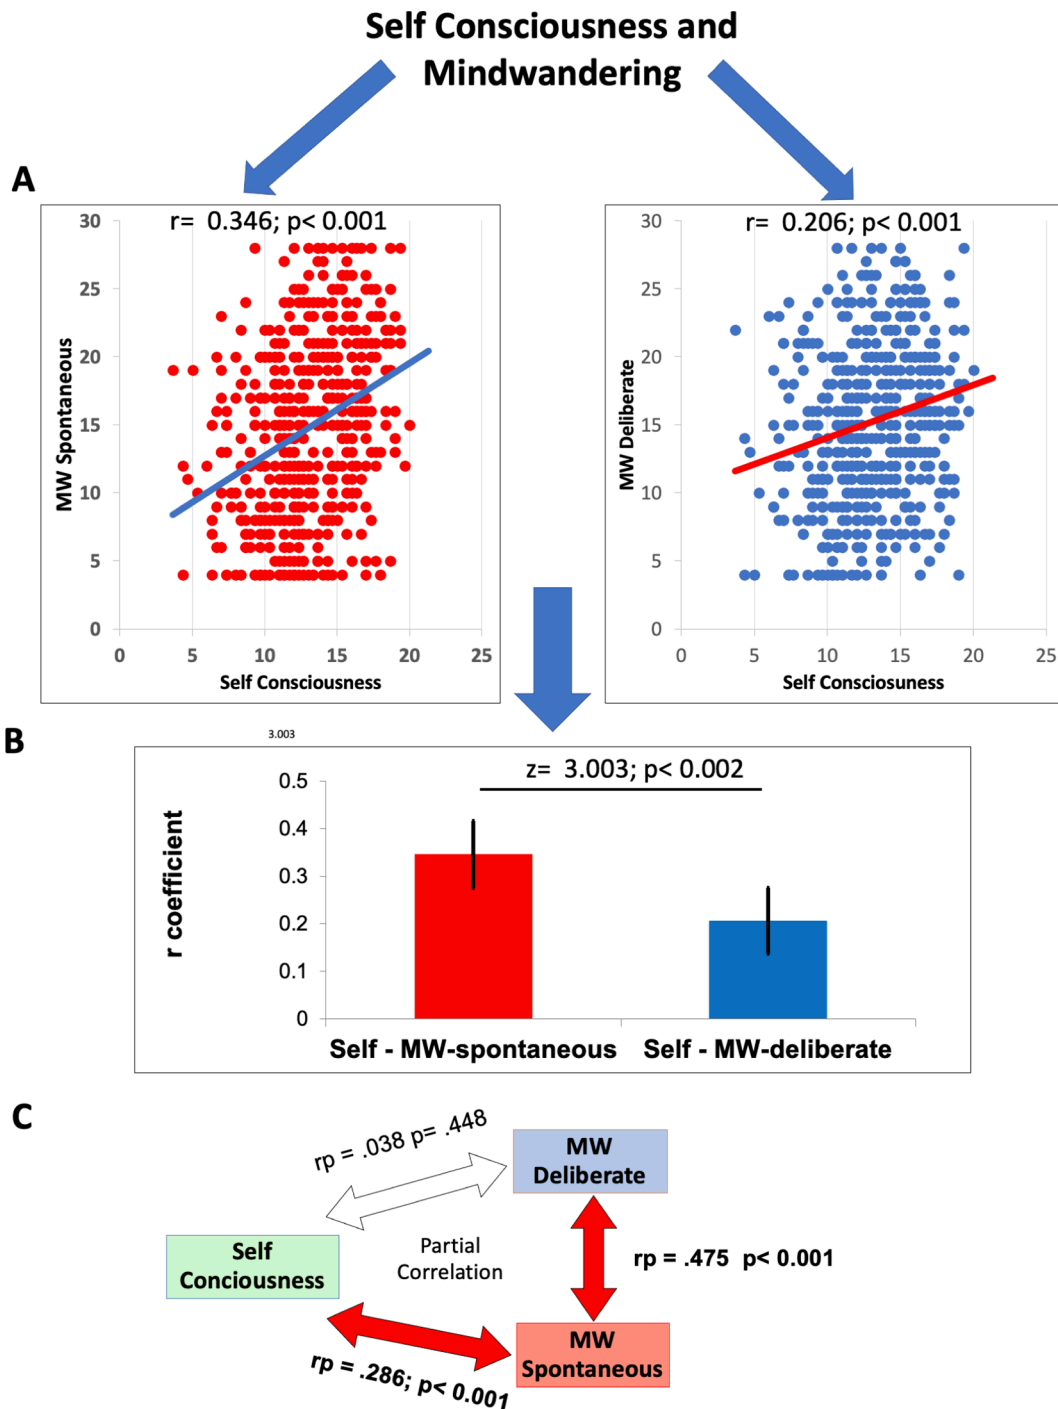 Self Consciousness and
Mindwandering
A
r= 0.346; p< 0.001
30
25
20
15
10
5
0
MW Spontaneous
0 5 10 15 20 25
Self Consciousness
r= 0.206; p< 0.001
30
25
20
15
10
5
0
MW Deliberate
0 5 10 15 20 25
Self Consciosuness
B
3.003
z= 3.003; p< 0.002
0.5
0.4
0.3
0.2
0.1
0
r coefficient
Self - MW-spontaneous Self - MW-deliberate
C
rp = .038 p= .448
MW
Deliberate
Self
Conciousness
Partial
Correlation
rp = .475 p< 0.001
MW
Spontaneous
rp = .286; p< 0.001